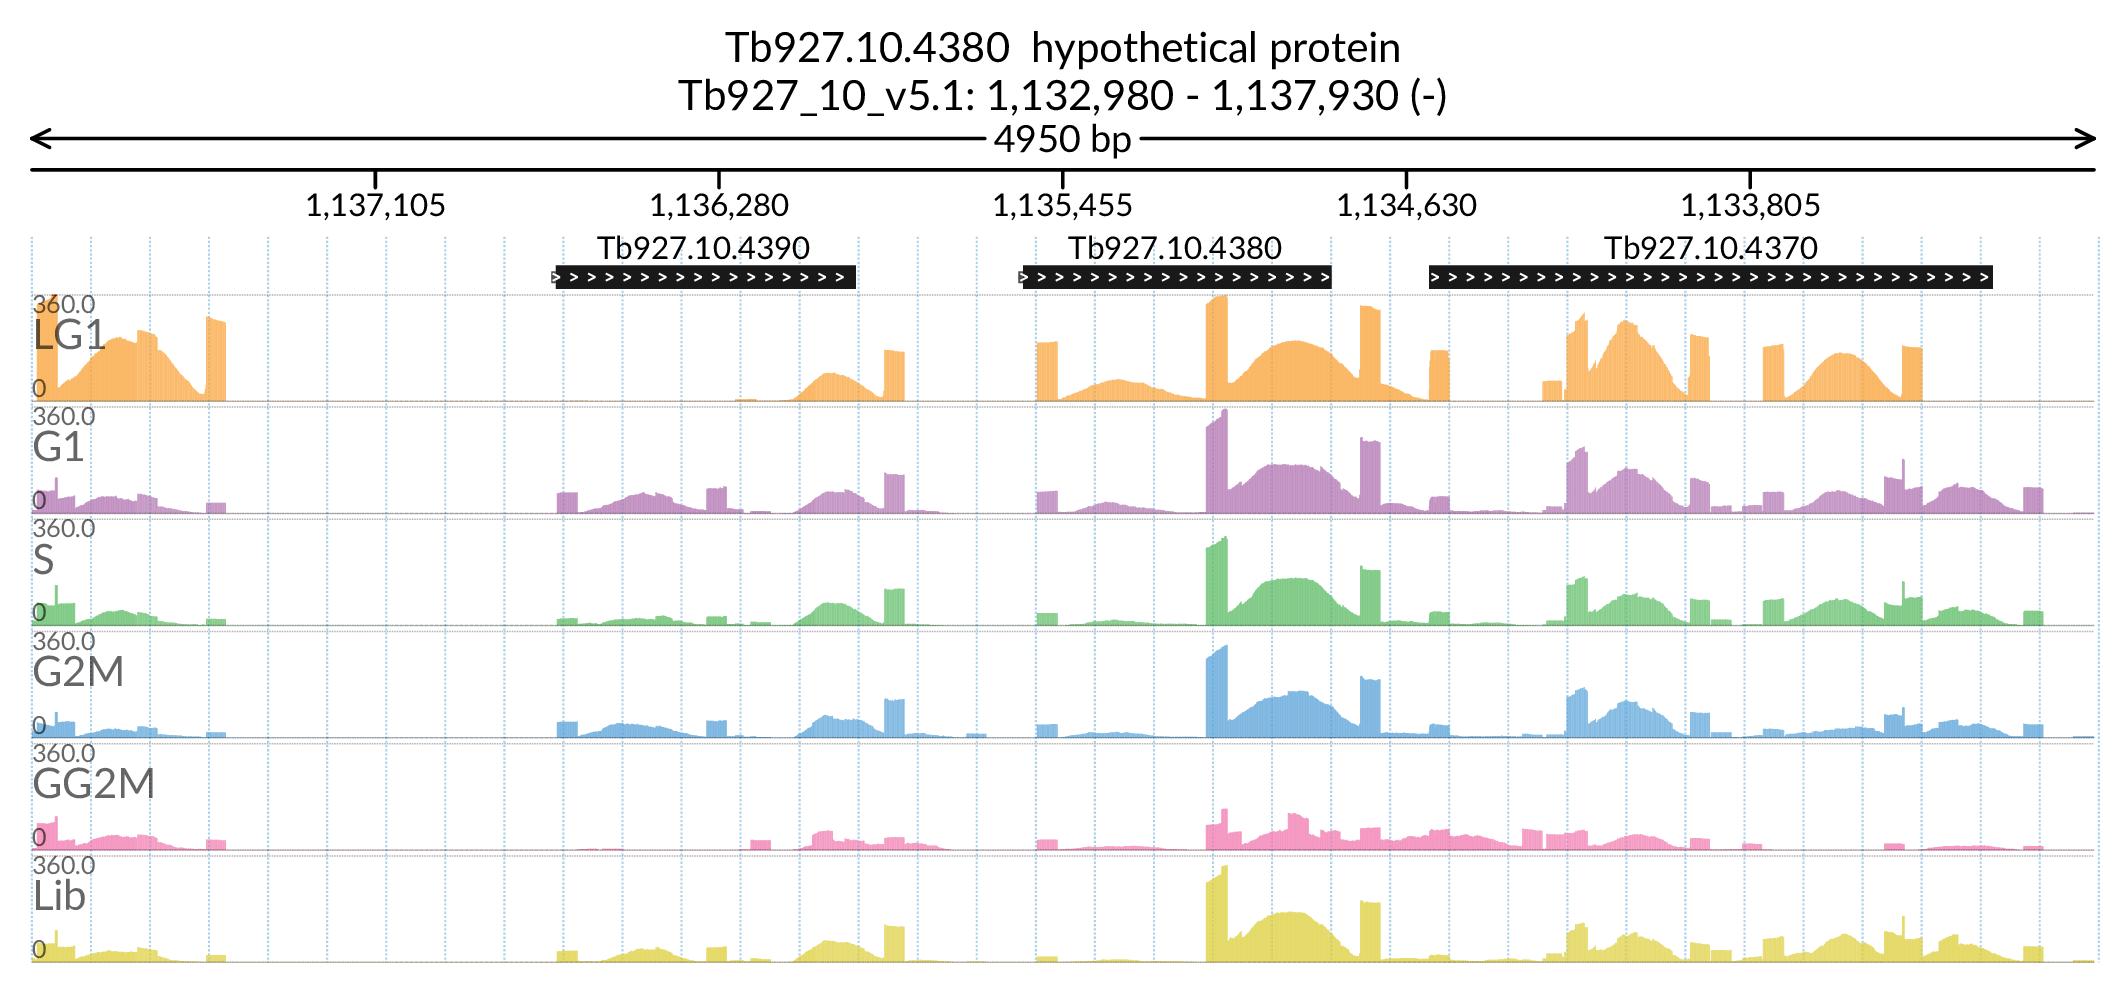 Tb927.10.4380  hypothetical protein
Tb927_10_v5.1: 1,132,980 - 1,137,930 (-)
4950 bp
1,137,105 1,136,280 1,135,455 1,134,630 1,133,805
Tb927.10.4390 Tb927.10.4380 Tb927.10.4370
360.0
LG1
0
360.0
G1
0
360.0
S
0
360.0
G2M
0
360.0
GG2M
0
360.0
Lib
0